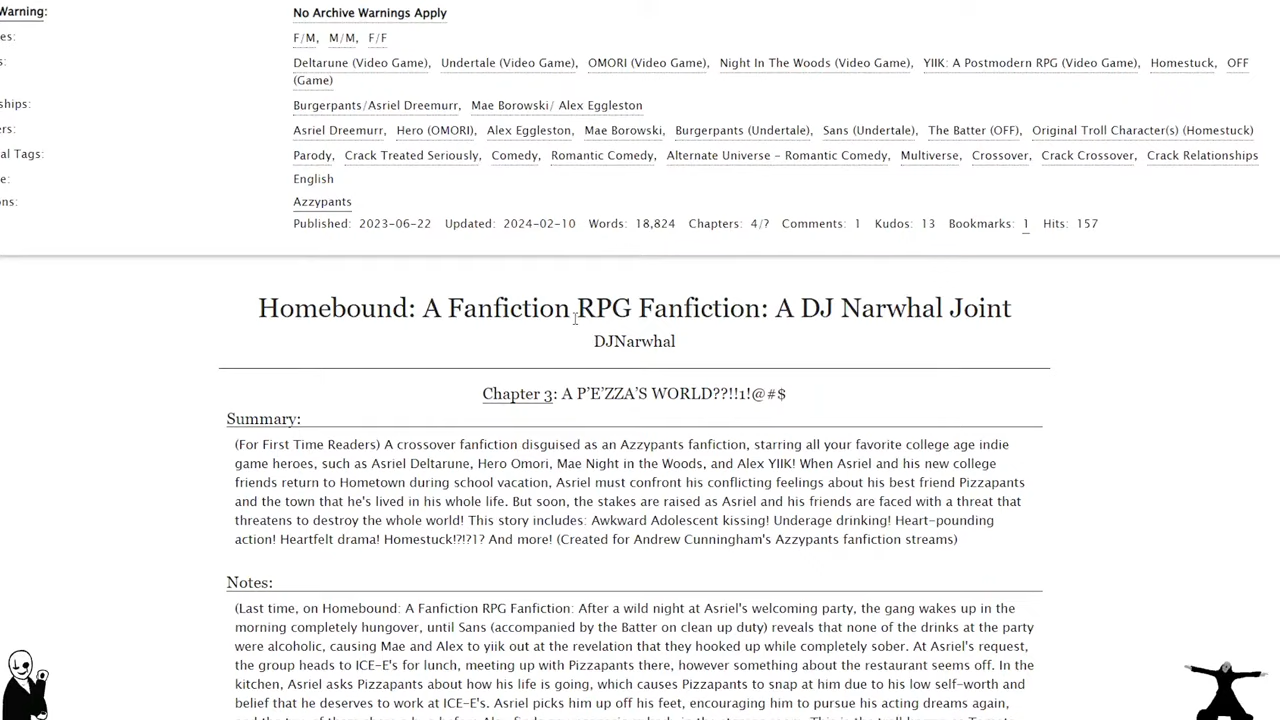 Warning:
No Archive Warnings Apply
es:
F/M, M/M, F/F
s:
Deltarune (Video Game), Undertale (Video Game), OMORI (Video Game), Night In The Woods (Video Game), YIIK: A Postmodern RPG (Video Game), Homestuck, OFF
(Game)
ships:
Burgerpants/Asriel Dreemurr, Mae Borowski/ Alex Eggleston
ers:
Asriel Dreemurr, Hero (OMORI), Alex Eggleston, Mae Borowski, Burgerpants (Undertale), Sans (Undertale), The Batter (OFF), Original Troll Character(s) (Homestuck)
al Tags:
Parody, Crack Treated Seriously, Comedy, Romantic Comedy, Alternate Universe - Romantic Comedy, Multiverse, Crossover, Crack Crossover, Crack Relationships
e:
English
ons:
Azzypants
Published: 2023-06-22 Updated: 2024-02-10 Words: 18,824 Chapters: 4/? Comments: 1 Kudos: 13 Bookmarks: 1 Hits: 157
Homebound: A Fanfiction RPG Fanfiction: A DJ Narwhal Joint
DJNarwhal
Chapter 3: A P'E'ZZA'S WORLD??!!1!@#$
Summary:
(For First Time Readers) A crossover fanfiction disguised as an Azzypants fanfiction, starring all your favorite college age indie
game heroes, such as Asriel Deltarune, Hero Omori, Mae Night in the Woods, and Alex YIIK! When Asriel and his new college
friends return to Hometown during school vacation, Asriel must confront his conflicting feelings about his best friend Pizzapants
and the town that he's lived in his whole life. But soon, the stakes are raised as Asriel and his friends are faced with a threat that
threatens to destroy the whole world! This story includes: Awkward Adolescent kissing! Underage drinking! Heart-pounding
action! Heartfelt drama! Homestuck!?!?1? And more! (Created for Andrew Cunningham's Azzypants fanfiction streams)
Notes:
(Last time, on Homebound: A Fanfiction RPG Fanfiction: After a wild night at Asriel's welcoming party, the gang wakes up in the
morning completely hungover, until Sans (accompanied by the Batter on clean up duty) reveals that none of the drinks at the party
were alcoholic, causing Mae and Alex to yiik out at the revelation that they hooked up while completely sober. At Asriel's request,
the group heads to ICE-E's for lunch, meeting up with Pizzapants there, however something about the restaurant seems off. In the
kitchen, Asriel asks Pizzapants about how his life is going, which causes Pizzapants to snap at him due to his low self-worth and
belief that he deserves to work at ICE-E's. Asriel picks him up off his feet, encouraging him to pursue his acting dreams again,